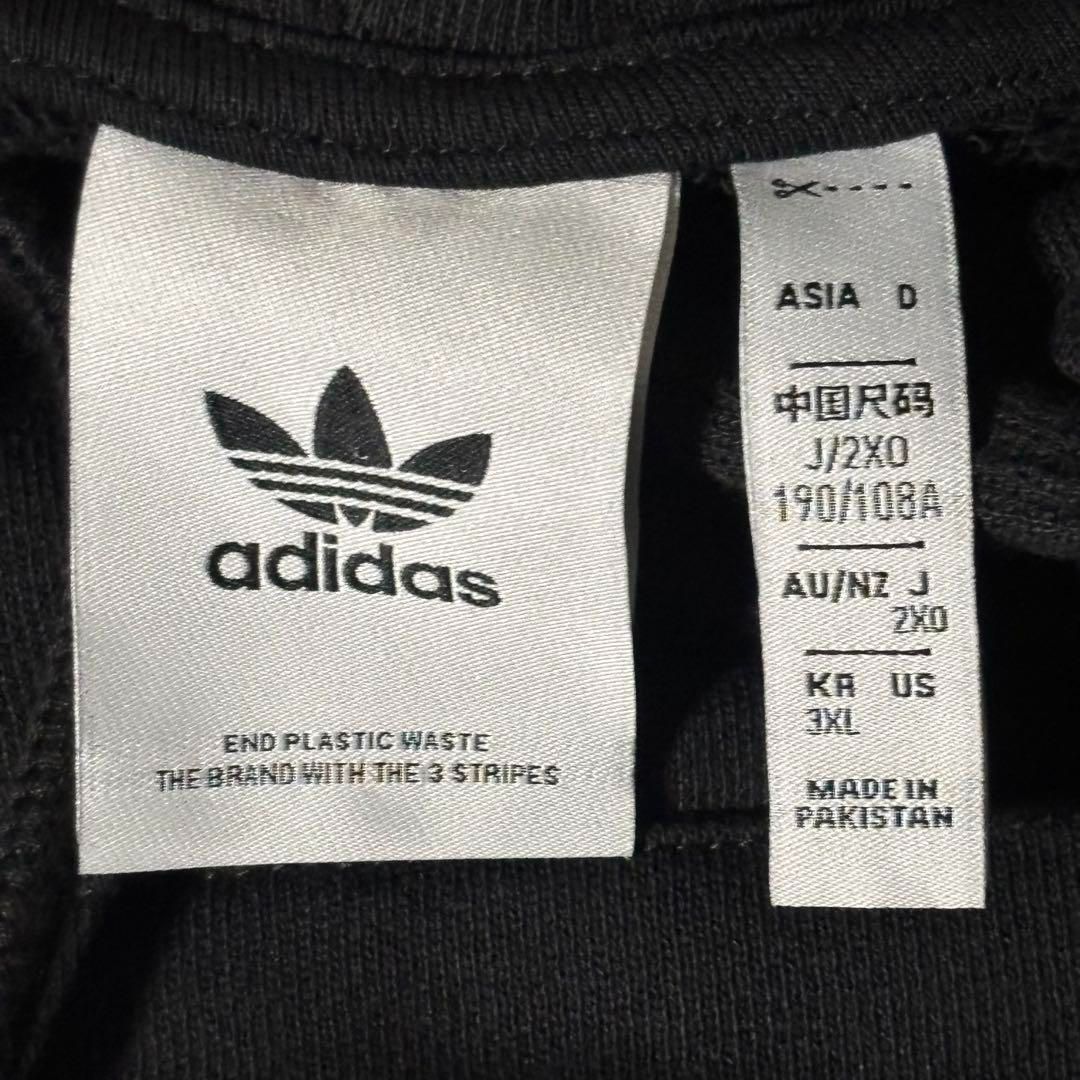 adidas
END PLASTIC WASTE
THE BRAND WITH THE 3 STRIPES
ASIA D
中国尺码
J/2XO
190/108A
AU/NZ J
2XO
KA US
3XL
MADE IN
PAKISTAN